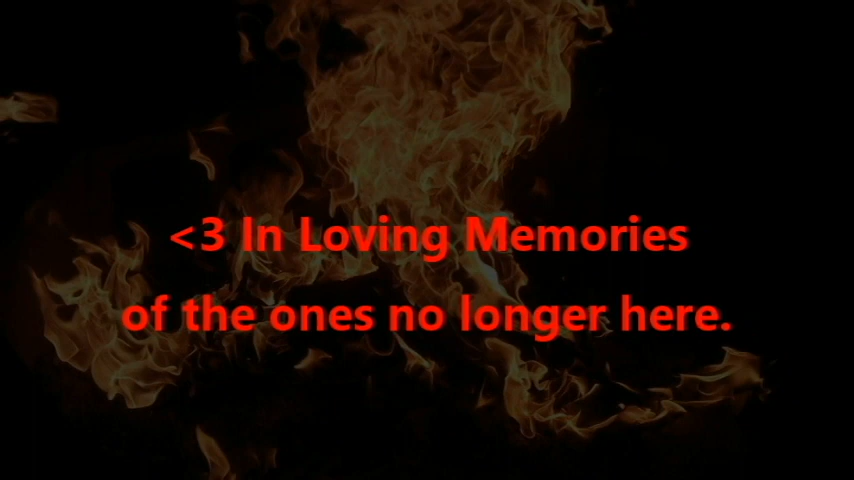 <3 In Loving Memories
of the ones no longer here.